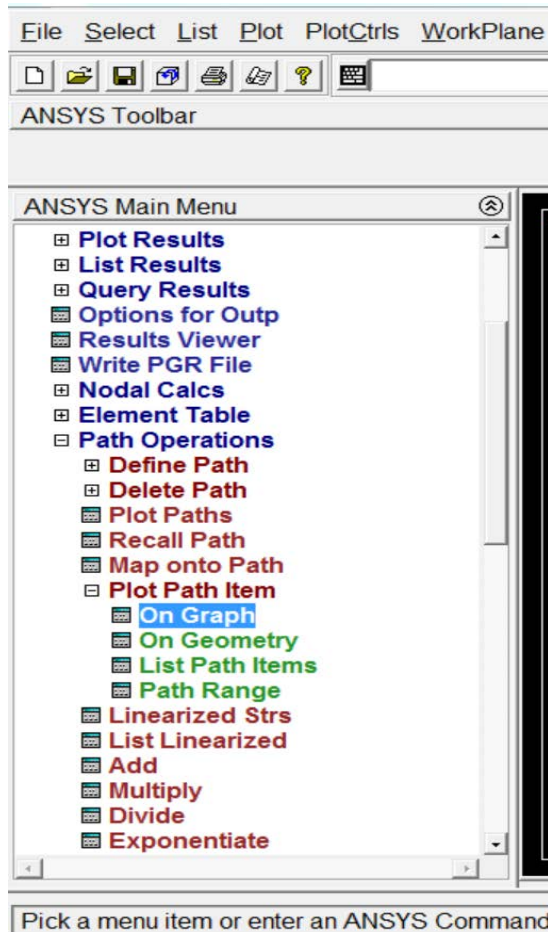 File Select List Plot PlotCtrls WorkPlane
ANSYS Toolbar
ANSYS Main Menu
Plot Results
List Results
Query Results
Options for Outp
Results Viewer
Write PGR File
Nodal Calcs
Element Table
Path Operations
Define Path
Delete Path
Plot Paths
Recall Path
Map onto Path
Plot Path Item
On Graph
On Geometry
List Path Items
Path Range
Linearized Strs
List Linearized
Add
Multiply
Divide
Exponentiate
Pick a menu item or enter an ANSYS Command